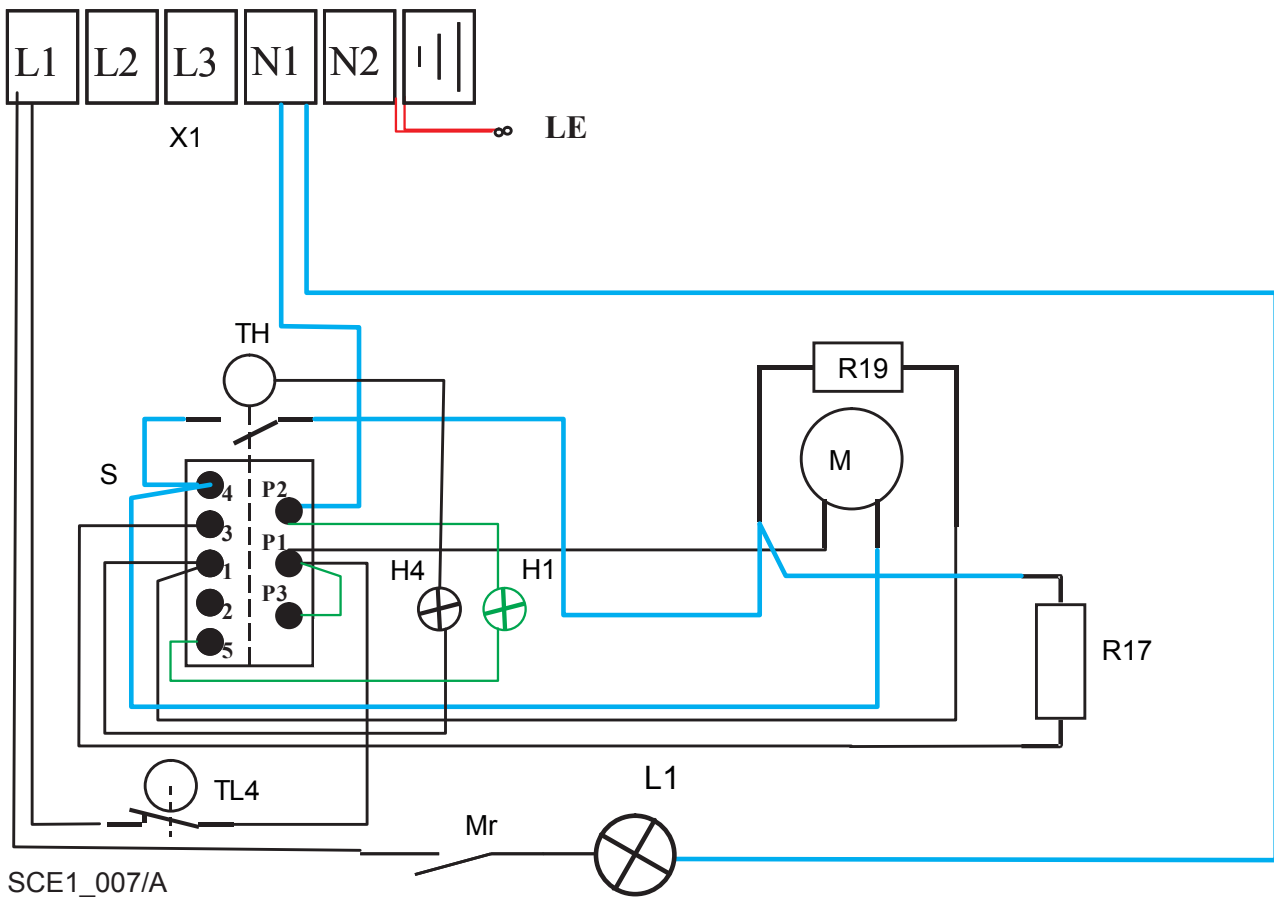 L1 L2 L3 N1 N2
X1
LE
TH
R19
M
S
4
P2
3
P1
H4
H1
1
P3
2
5
R17
TL4
L1
Mr
SCE1_007/A